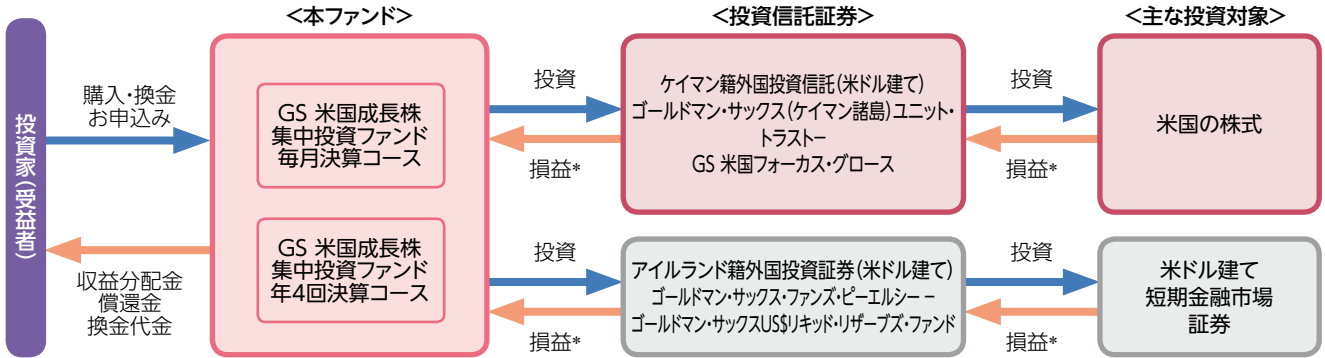 ＜本ファンド＞
＜投資信託証券＞
＜主な投資対象＞
投資家（受益者）
購入・換金
お申込み
収益分配金
償還金
換金代金
GS 米国成長株
集中投資ファンド
毎月決算コース
GS 米国成長株
集中投資ファンド
年4回決算コース
投資
損益*
ケイマン籍外国投資信託（米ドル建て）
ゴールドマン・サックス（ケイマン諸島）ユニット・
トラスト－
GS 米国フォーカス・グロース
投資
損益*
米国の株式
投資
損益*
アイルランド籍外国投資証券（米ドル建て）
ゴールドマン・サックス・ファンズ・ピーエルシー －
ゴールドマン・サックスUS$リキッド・リザーブズ・ファンド
投資
損益*
米ドル建て
短期金融市場
証券